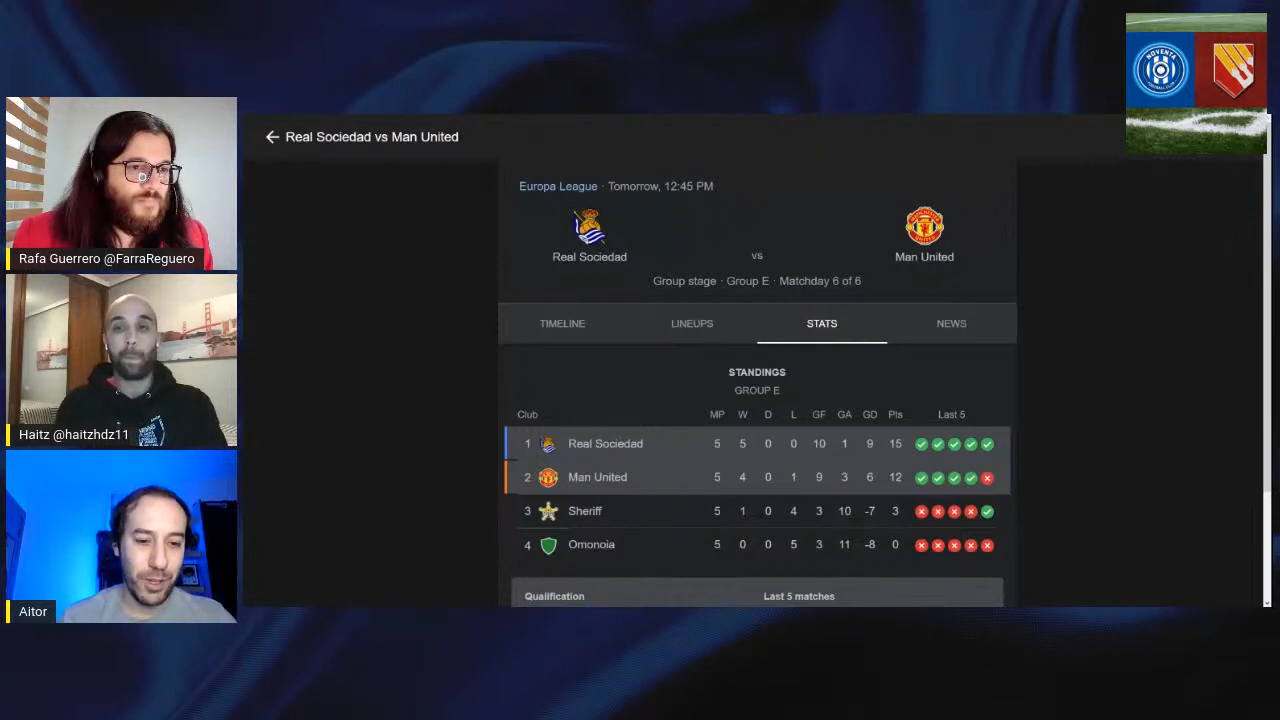 NOVENTA
FOOTBALL CLUB
Real Sociedad vs Man United
Europa League · Tomorrow, 12:45 PM
Real Sociedad
vs
Man United
Group stage · Group E · Matchday 6 of 6
TIMELINE LINEUPS STATS NEWS
STANDINGS
GROUP E
Club MP W D L GF GA GD Pts Last 5
1 Real Sociedad 5 5 0 0 10 1 9 15
2 Man United 5 4 0 1 9 3 6 12
3 Sheriff 5 1 0 4 3 10 -7 3
4 Omonoia 5 0 0 5 3 11 -8 0
Qualification Last 5 matches
Rafa Guerrero @FarraReguero
Haitz @haitzhdz11
Aitor